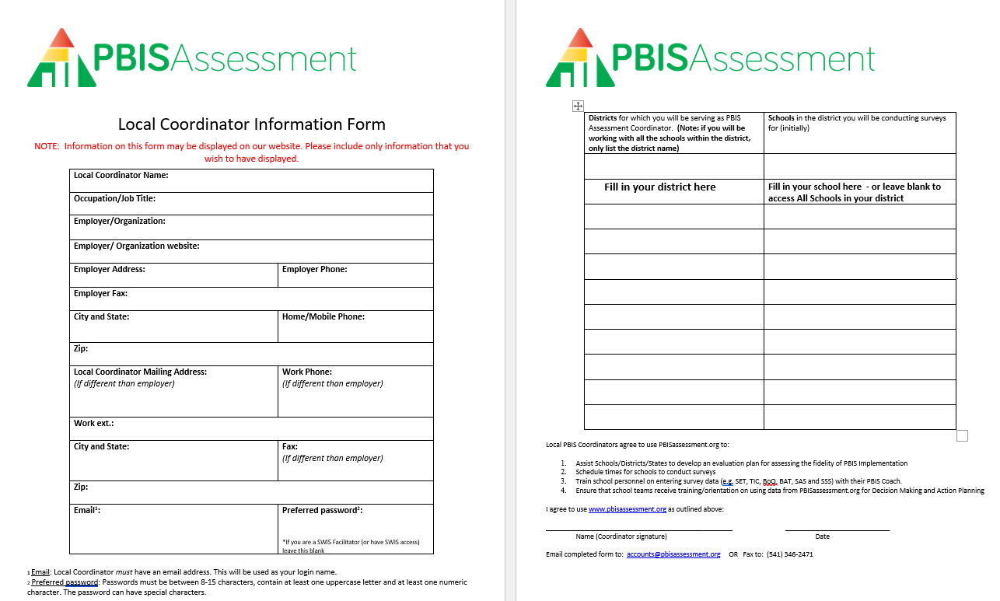 PBISAssessment
Local Coordinator Information Form
NOTE:  Information on this form may be displayed on our website. Please include only information that you
wish to have displayed.
Local Coordinator Name:
Occupation/Job Title:
Employer/Organization:
Employer/ Organization website:
Employer Address:
Employer Phone:
Employer Fax:
City and State:
Home/Mobile Phone:
Zip:
Local Coordinator Mailing Address:
(If different than employer)
Work Phone:
(If different than employer)
Work ext.:
City and State:
Fax:
(If different than employer)
Zip:
Email¹:
Preferred password²:
*If you are a SWIS Facilitator (or have SWIS access)
leave this blank
1 Email: Local Coordinator must have an email address. This will be used as your login name.
2 Preferred password: Passwords must be between 8-15 characters, contain at least one uppercase letter and at least one numeric
character. The password can have special characters.
PBISAssessment
Districts for which you will be serving as PBIS
Assessment Coordinator.  (Note: if you will be
working with all the schools within the district,
only list the district name)
Schools in the district you will be conducting surveys
for (initially)
Fill in your district here
Fill in your school here  - or leave blank to
access All Schools in your district
Local PBIS Coordinators agree to use PBISassessment.org to:
1. Assist Schools/Districts/States to develop an evaluation plan for assessing the fidelity of PBIS Implementation
2. Schedule times for schools to conduct surveys
3. Train school personnel on entering survey data (e.g. SET, TIC, BoQ, BAT, SAS and SSS) with their PBIS Coach.
4. Ensure that school teams receive training/orientation on using data from PBISassessment.org for Decision Making and Action Planning
I agree to use www.pbisassessment.org as outlined above:
Name (Coordinator signature)
Date
Email completed form to:  accounts@pbisassessment.org    OR   Fax to:  (541) 346-2471